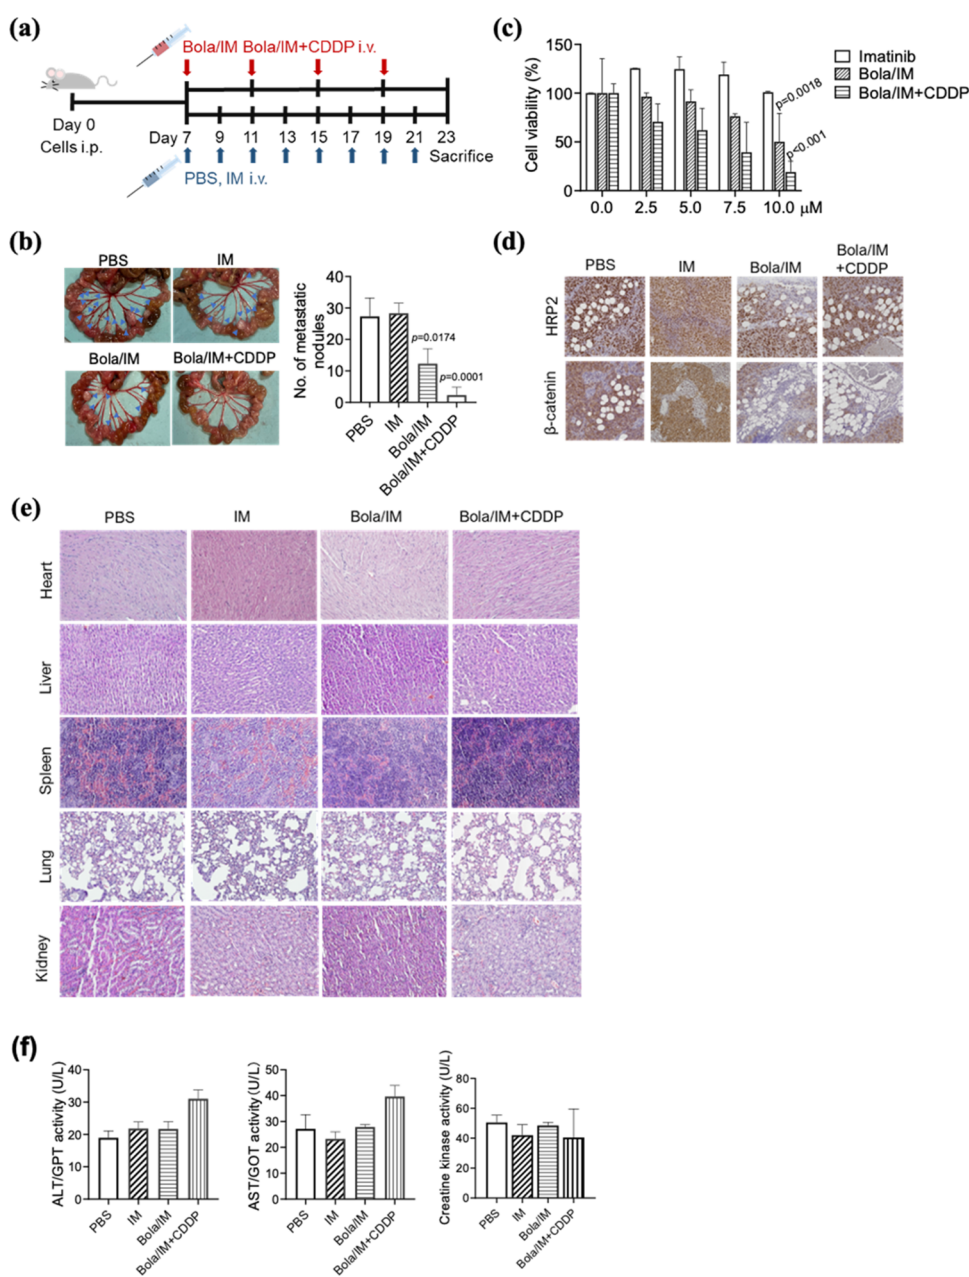 (a)
Bola/IM Bola/IM+CDDP i.v.
Day 0
Cells i.p.
Day 7 9 11 13 15 17 19 21 23
Sacrifice
PBS, IM i.v.
(c)
Cell viability (%)
150
100
50
0
0.0 2.5 5.0 7.5 10.0 μM
Imatinib
Bola/IM
Bola/IM+CDDP
p=0.0018
p<0.001
(b)
PBS IM
Bola/IM Bola/IM+CDDP
No. of metastatic
nodules
40
30
20
10
0
p=0.0174
p=0.0001
PBS
IM
Bola/IM
Bola/IM+CDDP
(d)
PBS IM Bola/IM Bola/IM
+CDDP
HRP2
β-catenin
(e)
PBS IM Bola/IM Bola/IM+CDDP
Heart
Liver
Spleen
Lung
Kidney
(f)
ALT/GPT activity (U/L)
40
30
20
10
0
PBS
IM
Bola/IM
Bola/IM+CDDP
AST/GOT activity (U/L)
50
40
30
20
10
0
PBS
IM
Bola/IM
Bola/IM+CDDP
Creatine kinase activity (U/L)
80
60
40
20
0
PBS
IM
Bola/IM
Bola/IM+CDDP